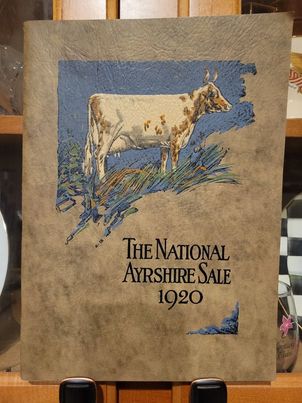 THE NATIONAL
AYRSHIRE SALE
1920